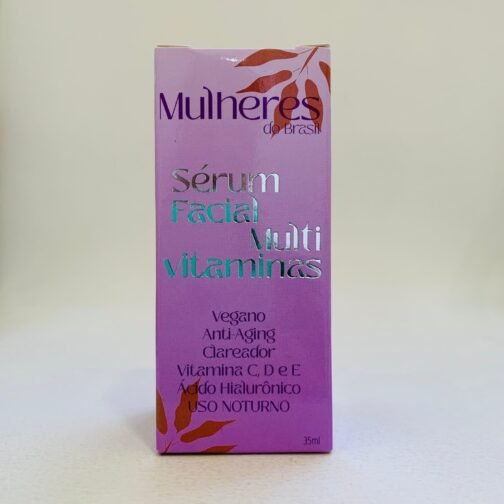 Mulheres
do Brasil
Sérum
Facial
Multi
vitaminas
Vegano
Anti-Aging
Clareador
Vitamina C, D e E
Ácido Hialurônico
USO NOTURNO
35ml